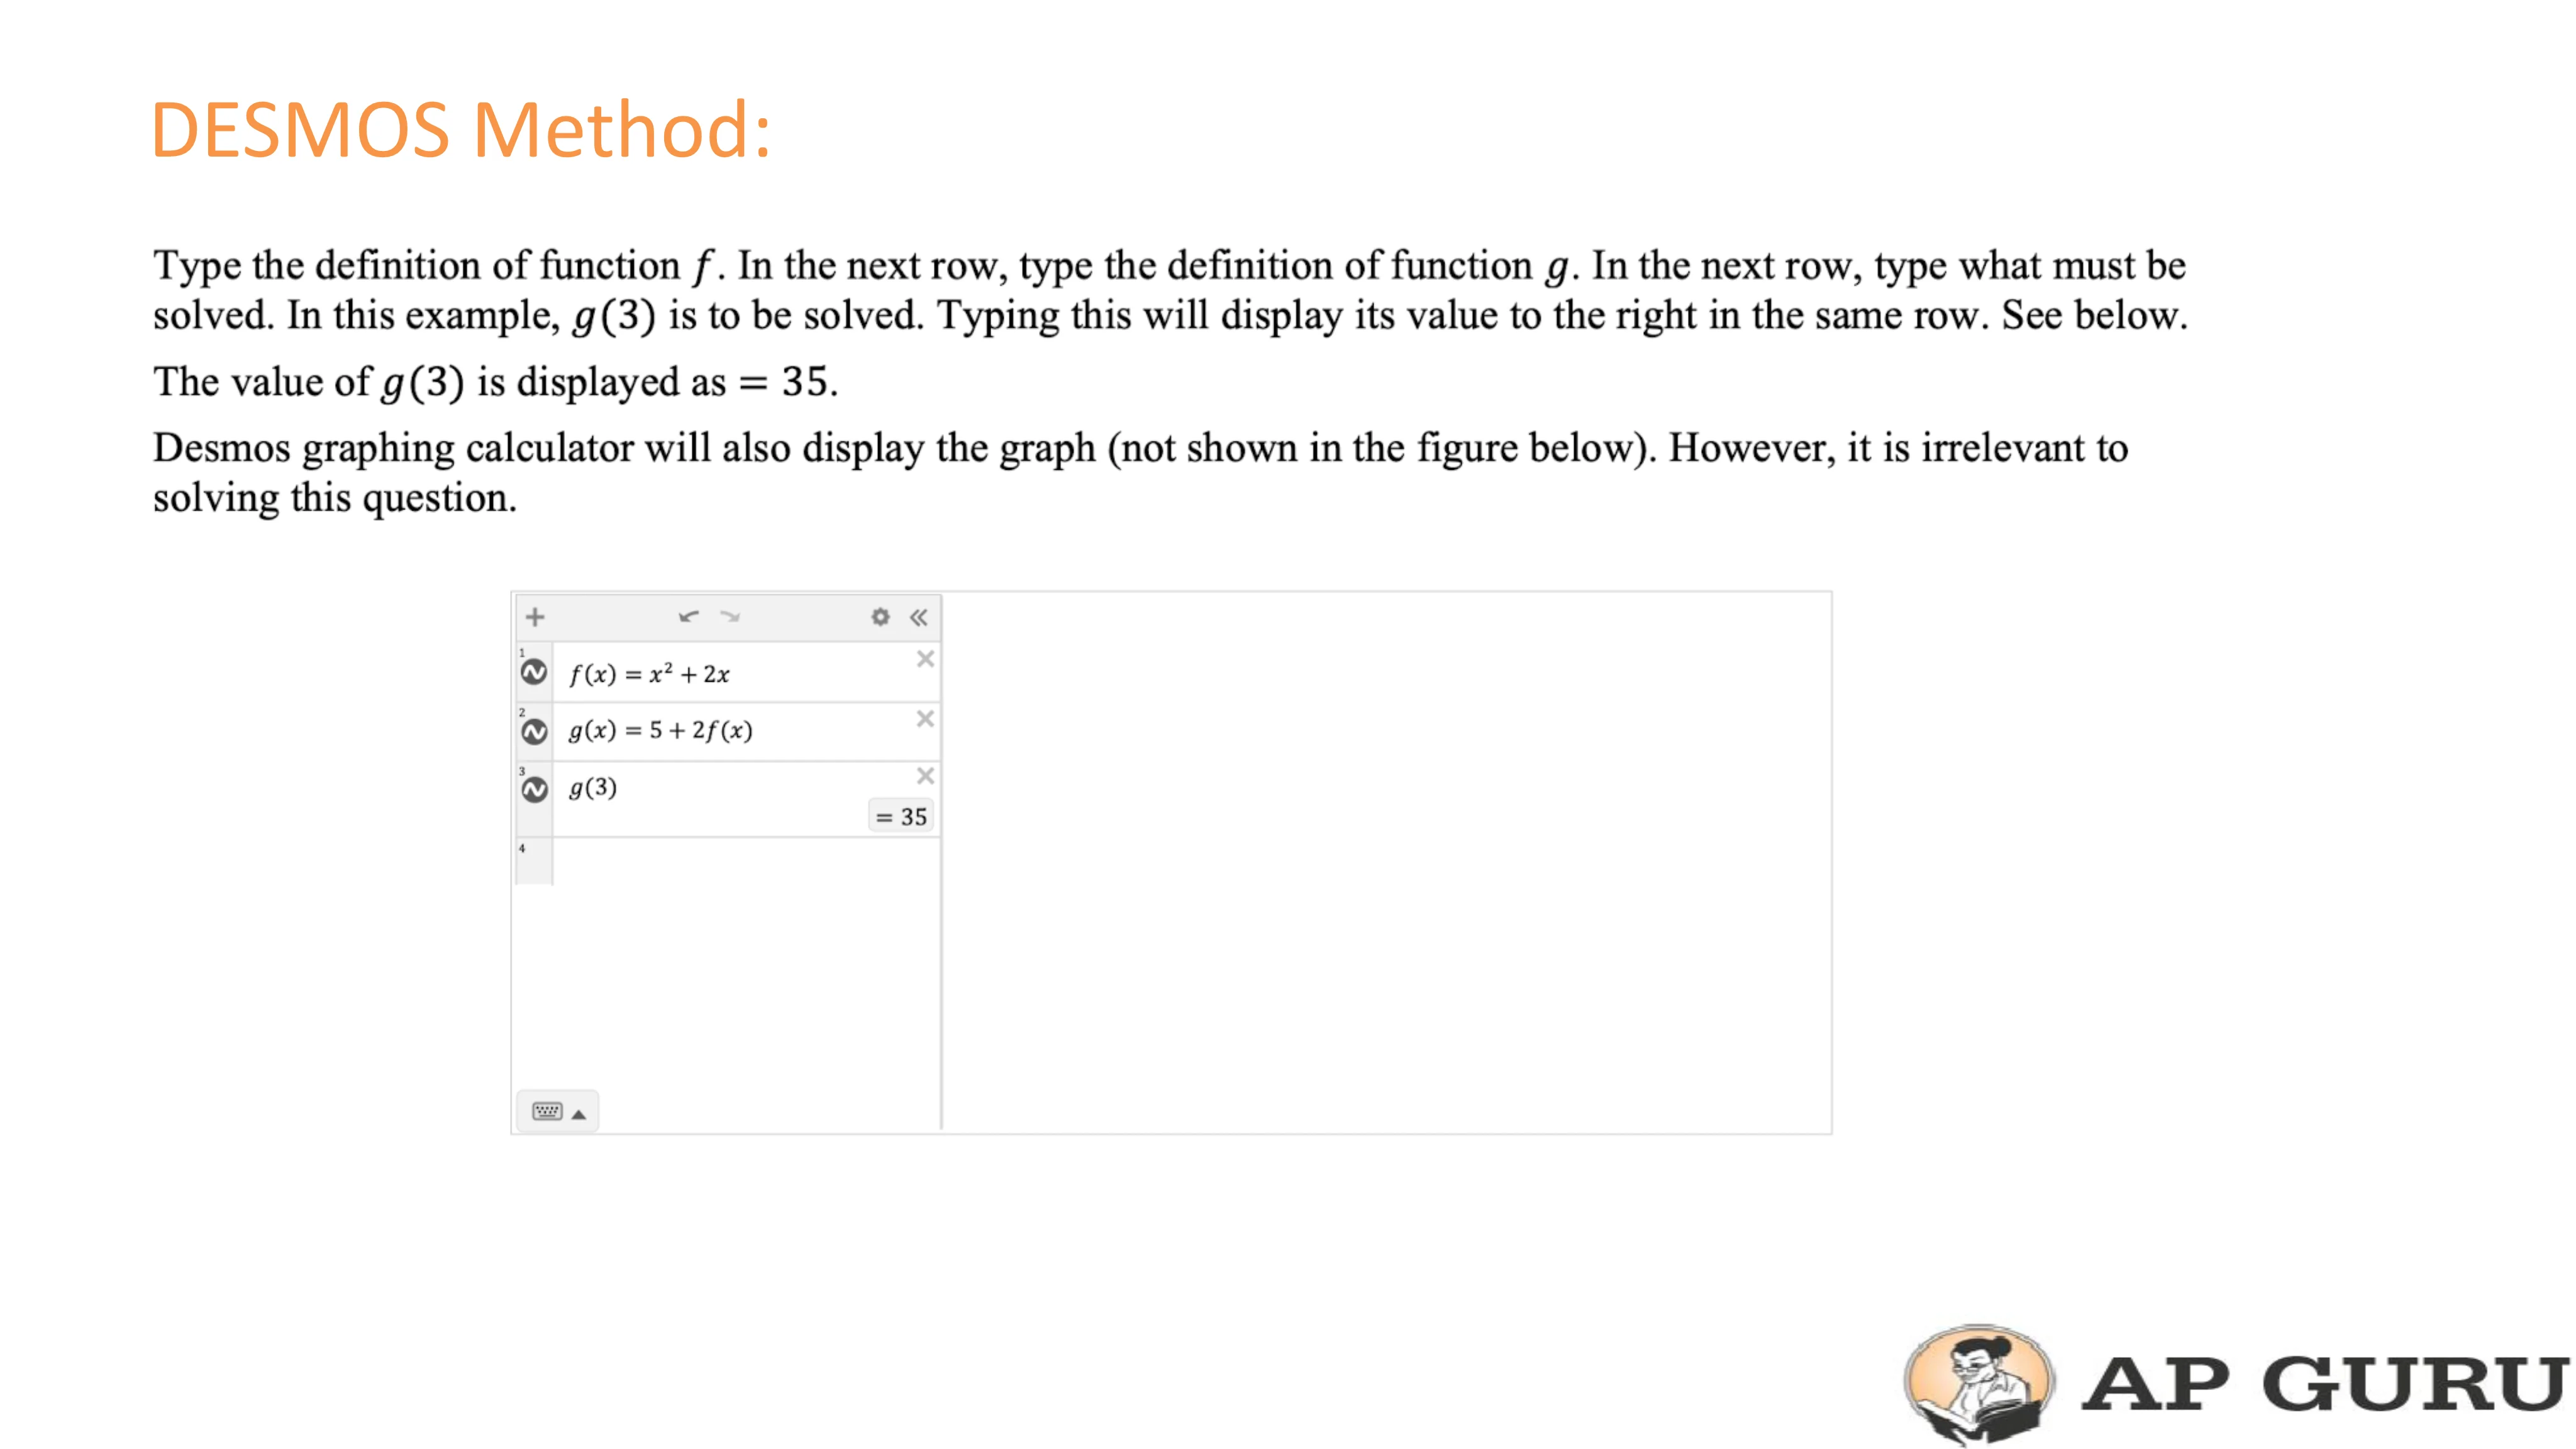 DESMOS Method:
Type the definition of function f. In the next row, type the definition of function g. In the next row, type what must be
solved. In this example, g(3) is to be solved. Typing this will display its value to the right in the same row. See below.
The value of g(3) is displayed as = 35.
Desmos graphing calculator will also display the graph (not shown in the figure below). However, it is irrelevant to
solving this question.
1
f(x) = x² + 2x
2
g(x) = 5 + 2f(x)
3
g(3)
= 35
4
AP GURU